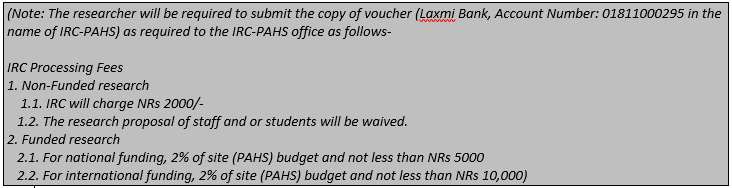 (Note: The researcher will be required to submit the copy of voucher (Laxmi Bank, Account Number: 01811000295 in the
name of IRC-PAHS) as required to the IRC-PAHS office as follows-
IRC Processing Fees
1. Non-Funded research
1.1. IRC will charge NRs 2000/-
1.2. The research proposal of staff and or students will be waived.
2. Funded research
2.1. For national funding, 2% of site (PAHS) budget and not less than NRs 5000
2.2. For international funding, 2% of site (PAHS) budget and not less than NRs 10,000)